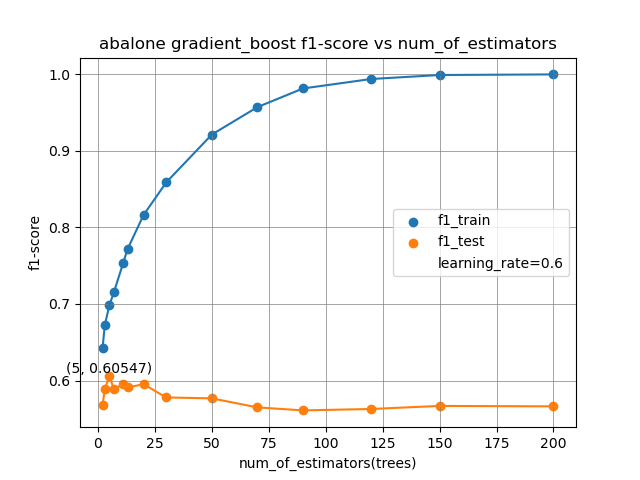 abalone gradient_boost f1-score vs num_of_estimators
1.0
0.9
0.8
0.7
0.6
f1-score
f1_train
f1_test
learning_rate=0.6
(5, 0.60547)
0 25 50 75 100 125 150 175 200
num_of_estimators(trees)